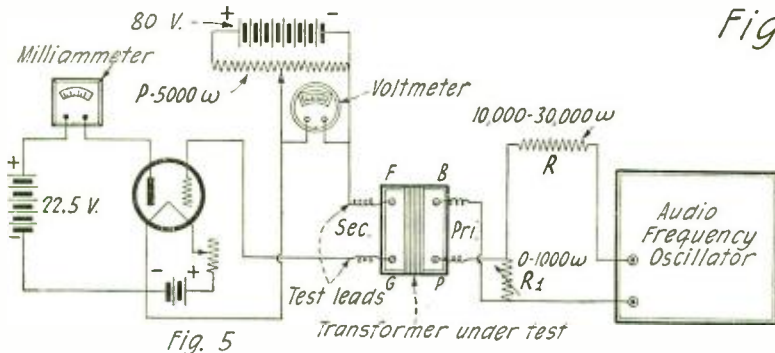 80 V.
+ -
Fig
Milliammeter
P-5000 ω
Voltmeter
10,000-30,000 ω
R
+
22.5 V.
-
F B
Sec. Pri.
G P
Audio
Frequency
Oscillator
0-1000 ω
R1
- +
Test leads
Transformer under test
Fig. 5